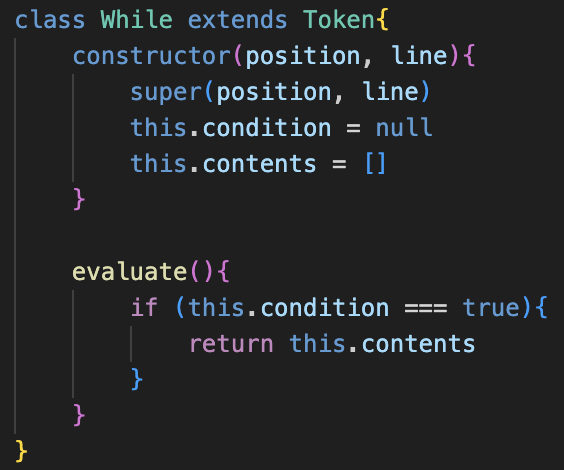 class While extends Token{
    constructor(position, line){
        super(position, line)
        this.condition = null
        this.contents = []
    }

    evaluate(){
        if (this.condition === true){
            return this.contents
        }
    }
}